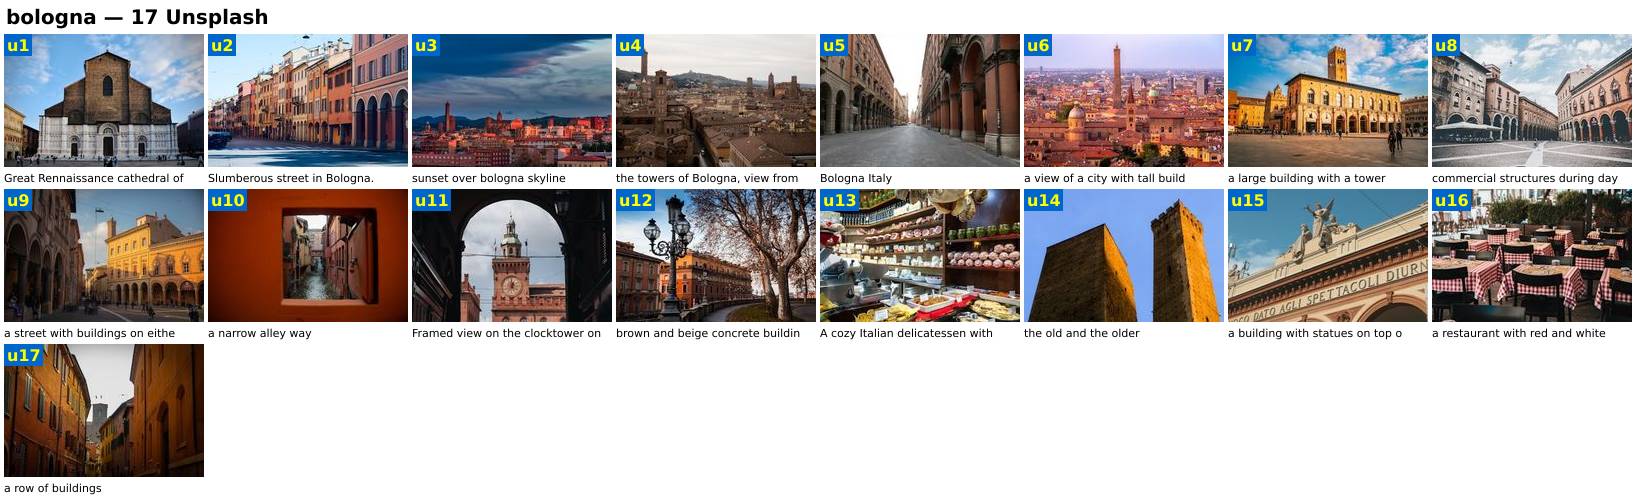 bologna — 17 Unsplash
u1 u2 u3 u4 u5 u6 u7 u8
Great Rennaissance cathedral of
Slumberous street in Bologna.
sunset over bologna skyline
the towers of Bologna, view from
Bologna Italy
a view of a city with tall build
a large building with a tower
commercial structures during day
u9 u10 u11 u12 u13 u14 u15 u16
DATO AGLI SPETTACOLI DIURN
a street with buildings on eithe
a narrow alley way
Framed view on the clocktower on
brown and beige concrete buildin
A cozy Italian delicatessen with
the old and the older
a building with statues on top o
a restaurant with red and white
u17
a row of buildings